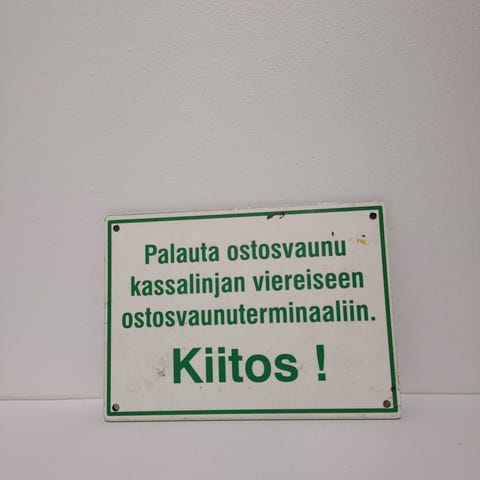 Palauta ostosvaunu
kassalinjan viereiseen
ostosvaunuterminaaliin.
Kiitos !